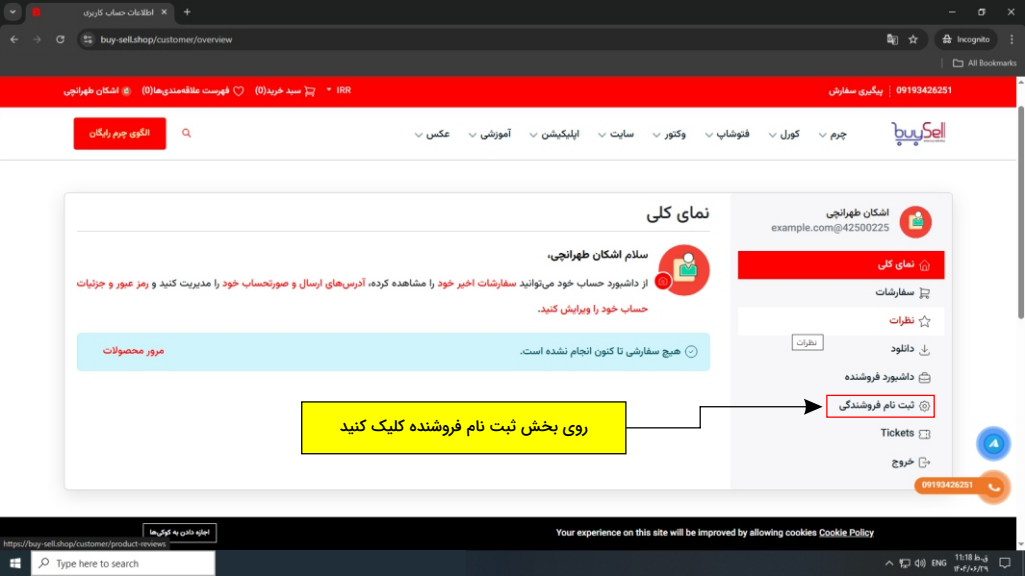 اطلاعات حساب کاربری
buy-sell.shop/customer/overview
Incognito
All Bookmarks
09193426251 پیگیری سفارش
IRR سبد خرید(0) فهرست علاقه‌مندی‌ها(0) اشکان طهرانچی
BuySell
چرم کورل فتوشاپ وکتور سایت اپلیکیشن آموزشی عکس
الگوی چرم رایگان
اشکان طهرانچی
example.com@42500225
نمای کلی
سفارشات
نظرات
نظرات
دانلود
داشبورد فروشنده
ثبت نام فروشندگی
Tickets
خروج
نمای کلی
سلام اشکان طهرانچی،
از داشبورد حساب خود می‌توانید سفارشات اخیر خود را مشاهده کرده، آدرس‌های ارسال و صورتحساب خود را مدیریت کنید و رمز عبور و جزئیات
حساب خود را ویرایش کنید.
هیچ سفارشی تا کنون انجام نشده است.
مرور محصولات
روی بخش ثبت نام فروشنده کلیک کنید
09193426251
Your experience on this site will be improved by allowing cookies Cookie Policy
اجازه دادن به کوکی‌ها
https://buy-sell.shop/customer/product-reviews
Type here to search
ENG
11:18 ق.ظ
۱۴۰۴/۰۶/۲۹